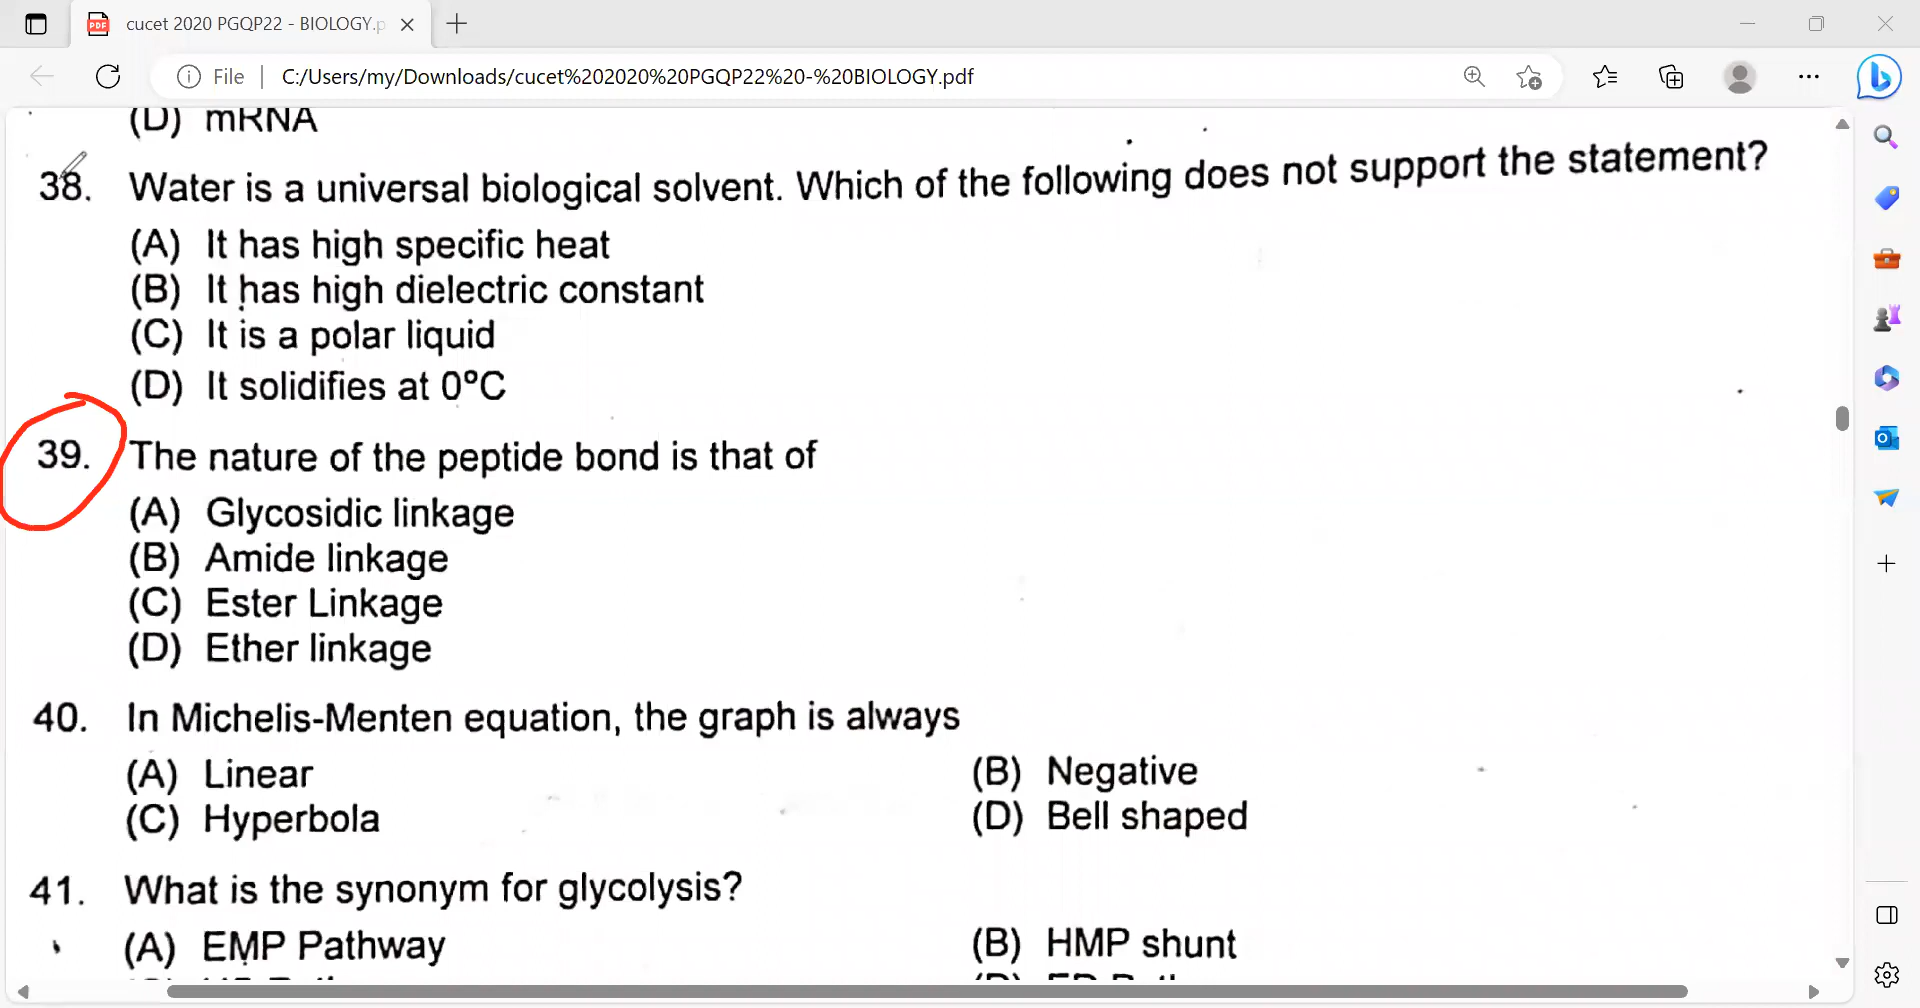 cucet 2020 PGQP22 - BIOLOGY.p
File
C:/Users/my/Downloads/cucet%202020%20PGQP22%20-%20BIOLOGY.pdf
(D) mRNA
38. Water is a universal biological solvent. Which of the following does not support the statement?
(A) It has high specific heat
(B) It has high dielectric constant
(C) It is a polar liquid
(D) It solidifies at 0°C
39. The nature of the peptide bond is that of
(A) Glycosidic linkage
(B) Amide linkage
(C) Ester Linkage
(D) Ether linkage
40. In Michelis-Menten equation, the graph is always
(A) Linear (B) Negative
(C) Hyperbola (D) Bell shaped
41. What is the synonym for glycolysis?
(A) EMP Pathway (B) HMP shunt